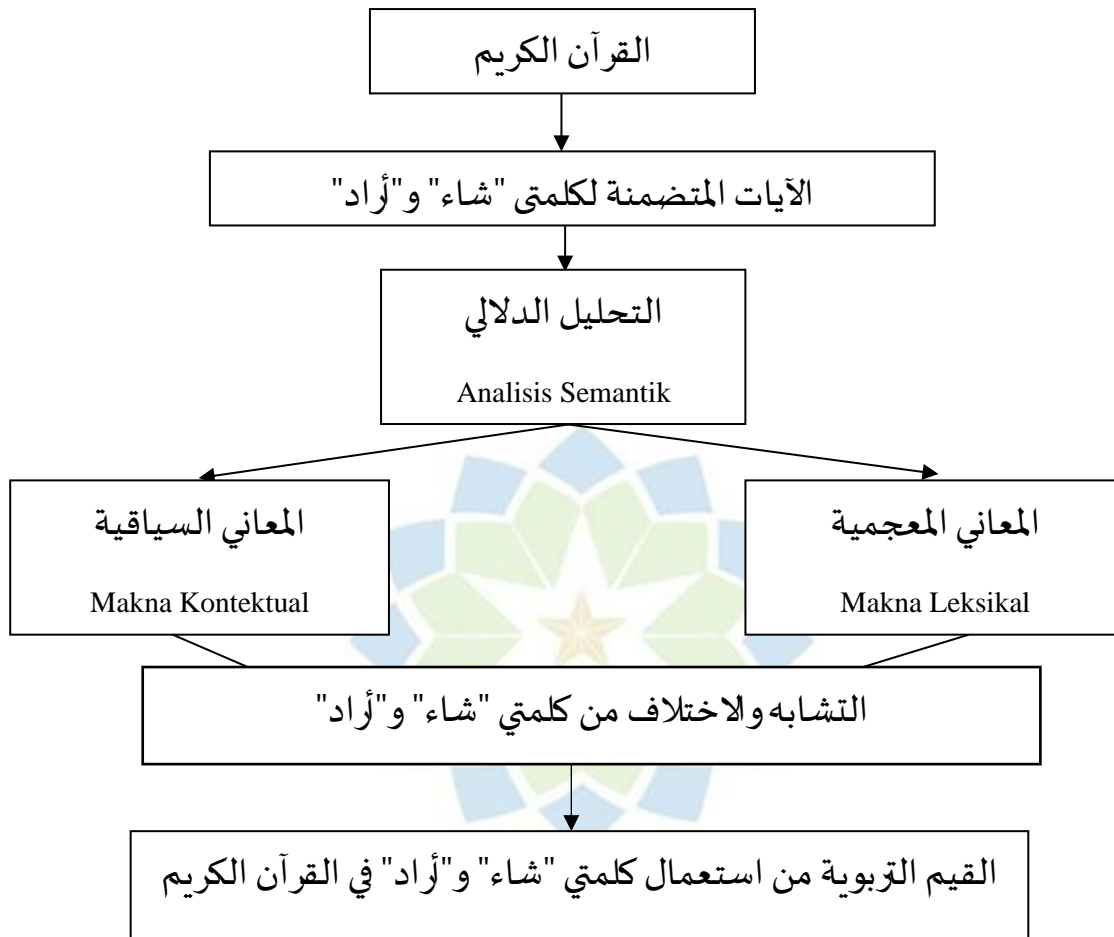 القرآن الكريم
الآيات المتضمنة لكلمتى "شاء" و"أراد"
التحليل الدلالي
Analisis Semantik
المعاني المعجمية
Makna Leksikal
المعاني السياقية
Makna Kontektual
التشابه والاختلاف من كلمتي "شاء" و"أراد"
القيم التربوية من استعمال كلمتي "شاء" و"أراد" في القرآن الكريم